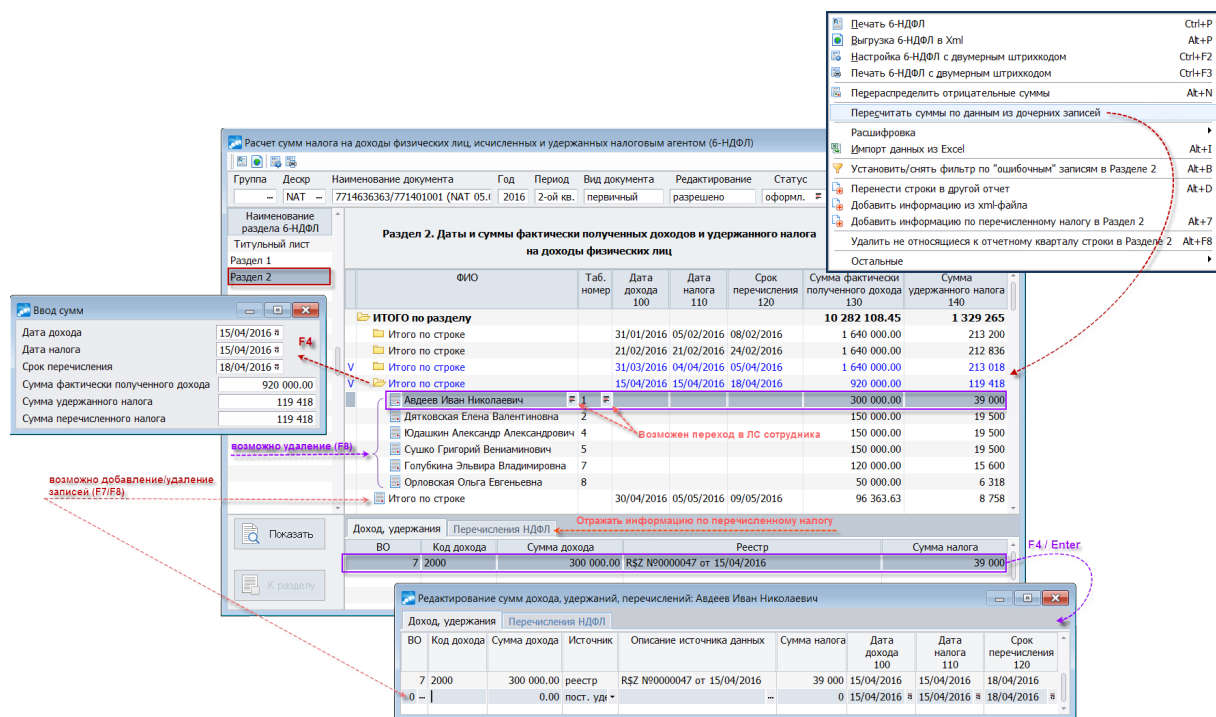 Печать 6-НДФЛ Ctrl+P
Выгрузка 6-НДФЛ в Xml Alt+P
Настройка 6-НДФЛ с двумерным штрихкодом Ctrl+F2
Печать 6-НДФЛ с двумерным штрихкодом Ctrl+F3
Перераспределить отрицательные суммы Alt+N
Пересчитать суммы по данным из дочерних записей
Расшифровка
Импорт данных из Excel Alt+I
Установить/снять фильтр по "ошибочным" записям в Разделе 2 Alt+B
Перенести строки в другой отчет Alt+D
Добавить информацию из xml-файла
Добавить информацию по перечисленному налогу в Раздел 2 Alt+7
Удалить не относящиеся к отчетному кварталу строки в Разделе 2 Alt+F8
Остальные
Расчет сумм налога на доходы физических лиц, исчисленных и удержанных налоговым агентом (6-НДФЛ)
Группа Дескр Наименование документа Год Период Вид документа Редактирование Статус
NAT 7714636363/771401001 (NAT 05.( 2016 2-ой кв. первичный разрешено оформл.
Наименование
раздела 6-НДФЛ
Титульный лист
Раздел 1
Раздел 2
Раздел 2. Даты и суммы фактически полученных доходов и удержанного налога
на доходы физических лиц
ФИО Таб. Дата Дата Срок Сумма фактически Сумма
номер дохода налога перечисления полученного дохода удержанного налога
100 110 120 130 140
ИТОГО по разделу 10 282 108.45 1 329 265
Итого по строке 31/01/2016 05/02/2016 08/02/2016 1 640 000.00 213 200
Итого по строке 21/02/2016 21/02/2016 24/02/2016 1 640 000.00 212 836
V Итого по строке 31/03/2016 04/04/2016 05/04/2016 1 640 000.00 213 018
V Итого по строке 15/04/2016 15/04/2016 18/04/2016 920 000.00 119 418
Авдеев Иван Николаевич 1 300 000.00 39 000
Дятковская Елена Валентиновна 2 150 000.00 19 500
Юдашкин Александр Александрович 4 150 000.00 19 500
Сушко Григорий Вениаминович 5 150 000.00 19 500
Голубкина Эльвира Владимировна 7 120 000.00 15 600
Орловская Ольга Евгеньевна 8 50 000.00 6 318
Итого по строке 30/04/2016 05/05/2016 09/05/2016 96 363.63 8 758
Возможен переход в ЛС сотрудника
Ввод сумм
Дата дохода 15/04/2016
Дата налога 15/04/2016
Срок перечисления 18/04/2016
Сумма фактически полученного дохода 920 000.00
Сумма удержанного налога 119 418
Сумма перечисленного налога 119 418
F4
возможно удаление (F8)
возможно добавление/удаление
записей (F7/F8)
Показать
К разделу
Отражать информацию по перечисленному налогу
Доход, удержания Перечисления НДФЛ
ВО Код дохода Сумма дохода Реестр Сумма налога
7 2000 300 000.00 R$Z №0000047 от 15/04/2016 39 000
F4 / Enter
Редактирование сумм дохода, удержаний, перечислений: Авдеев Иван Николаевич
Доход, удержания Перечисления НДФЛ
ВО Код дохода Сумма дохода Источник Описание источника данных Сумма налога Дата Дата Срок
дохода налога перечисления
100 110 120
7 2000 300 000.00 реестр R$Z №0000047 от 15/04/2016 39 000 15/04/2016 15/04/2016 18/04/2016
0 0.00 пост. уде 0 15/04/2016 15/04/2016 18/04/2016